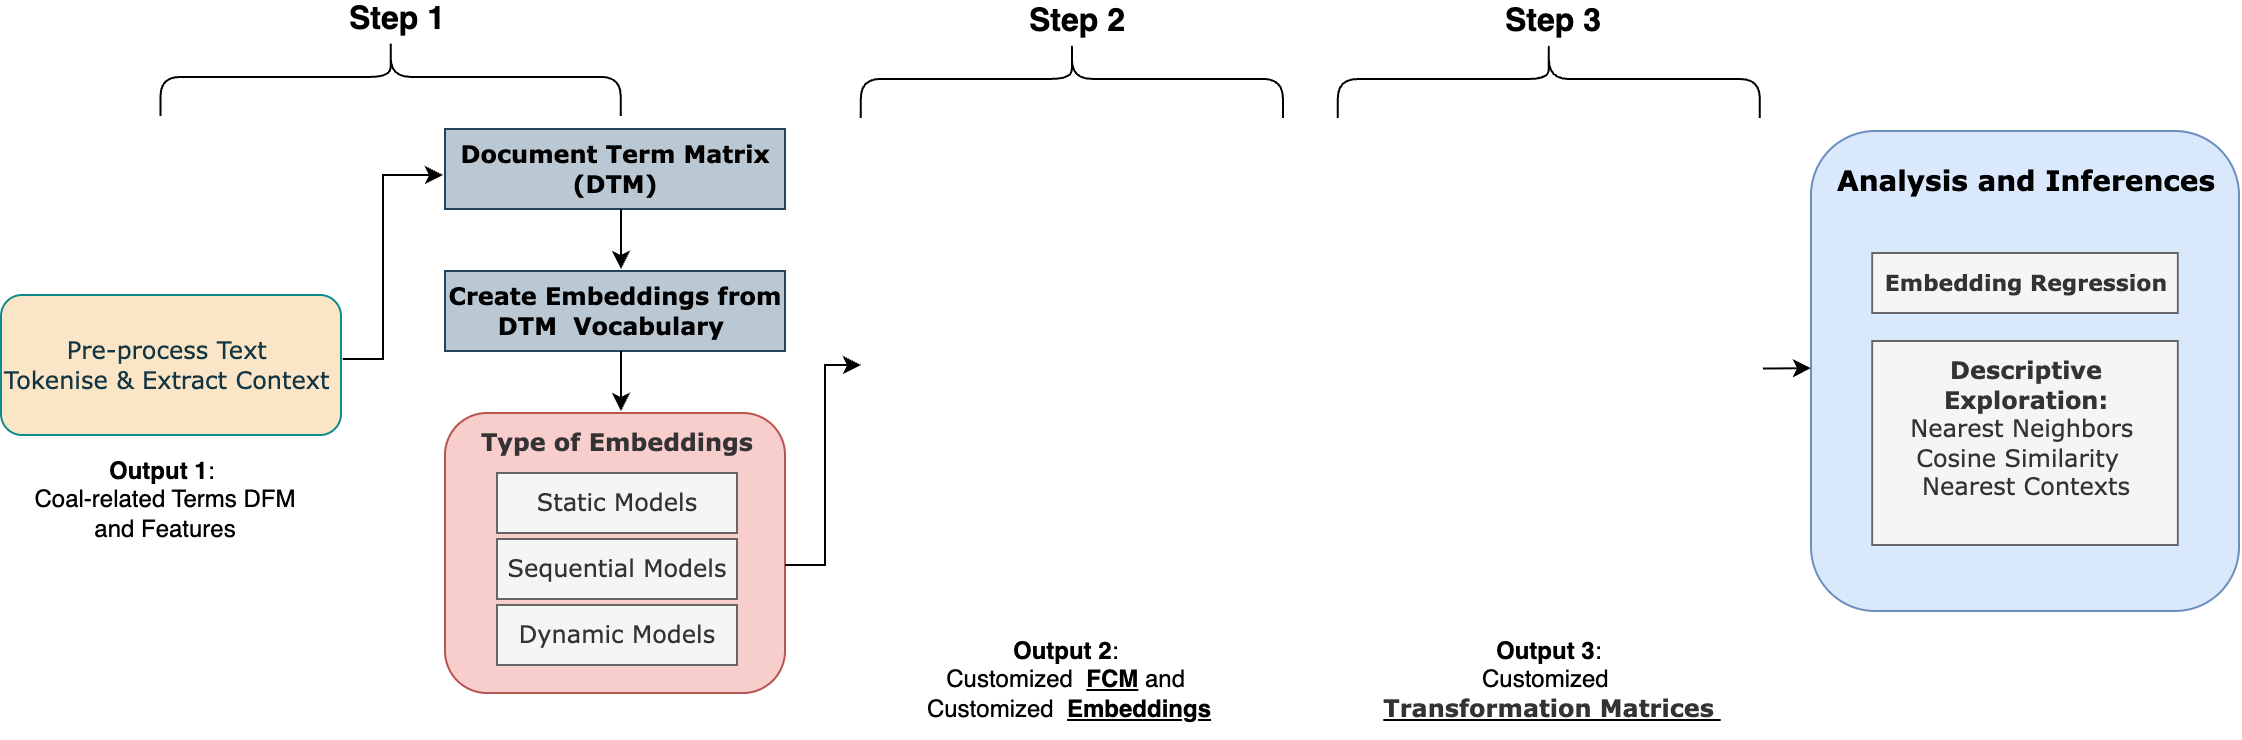 Step 1
Step 2
Step 3
Pre-process Text
Tokenise & Extract Context
Output 1:
Coal-related Terms DFM
and Features
Document Term Matrix
(DTM)
Create Embeddings from
DTM Vocabulary
Type of Embeddings
Static Models
Sequential Models
Dynamic Models
Output 2:
Customized FCM and
Customized Embeddings
Output 3:
Customized
Transformation Matrices
Analysis and Inferences
Embedding Regression
Descriptive
Exploration:
Nearest Neighbors
Cosine Similarity
Nearest Contexts